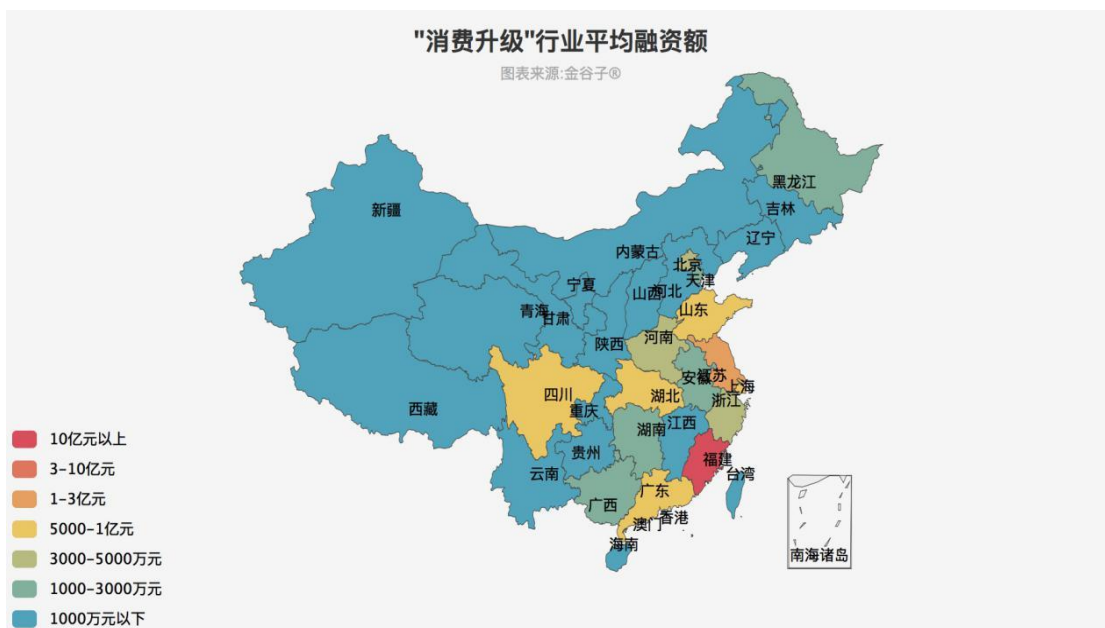 "消费升级"行业平均融资额
图表来源:金谷子®
黑龙江
新疆
吉林
辽宁
内蒙古
北京
天津
宁夏
山西
河北
青海
甘肃
山东
河南
陕西
安徽
江苏
上海
四川
湖北
浙江
重庆
西藏
湖南
江西
贵州
福建
云南
台湾
广西
广东
澳门
香港
海南
南海诸岛
10亿元以上
3-10亿元
1-3亿元
5000-1亿元
3000-5000万元
1000-3000万元
1000万元以下